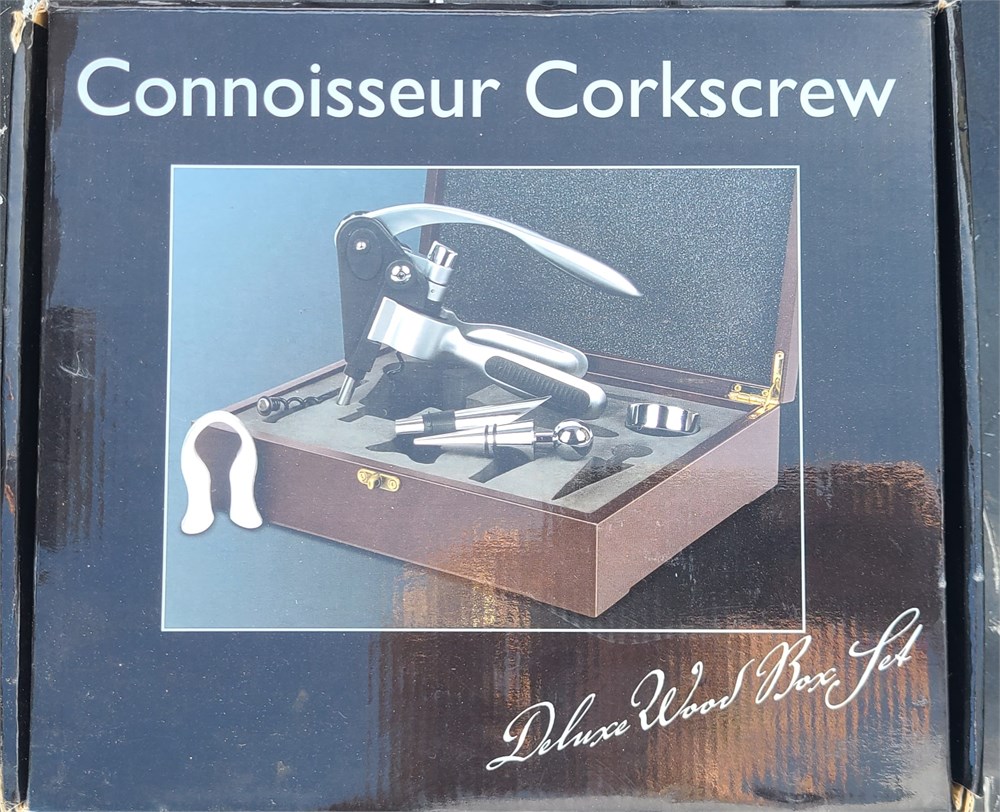 Connoisseur Corkscrew
Deluxe Wood Box Set